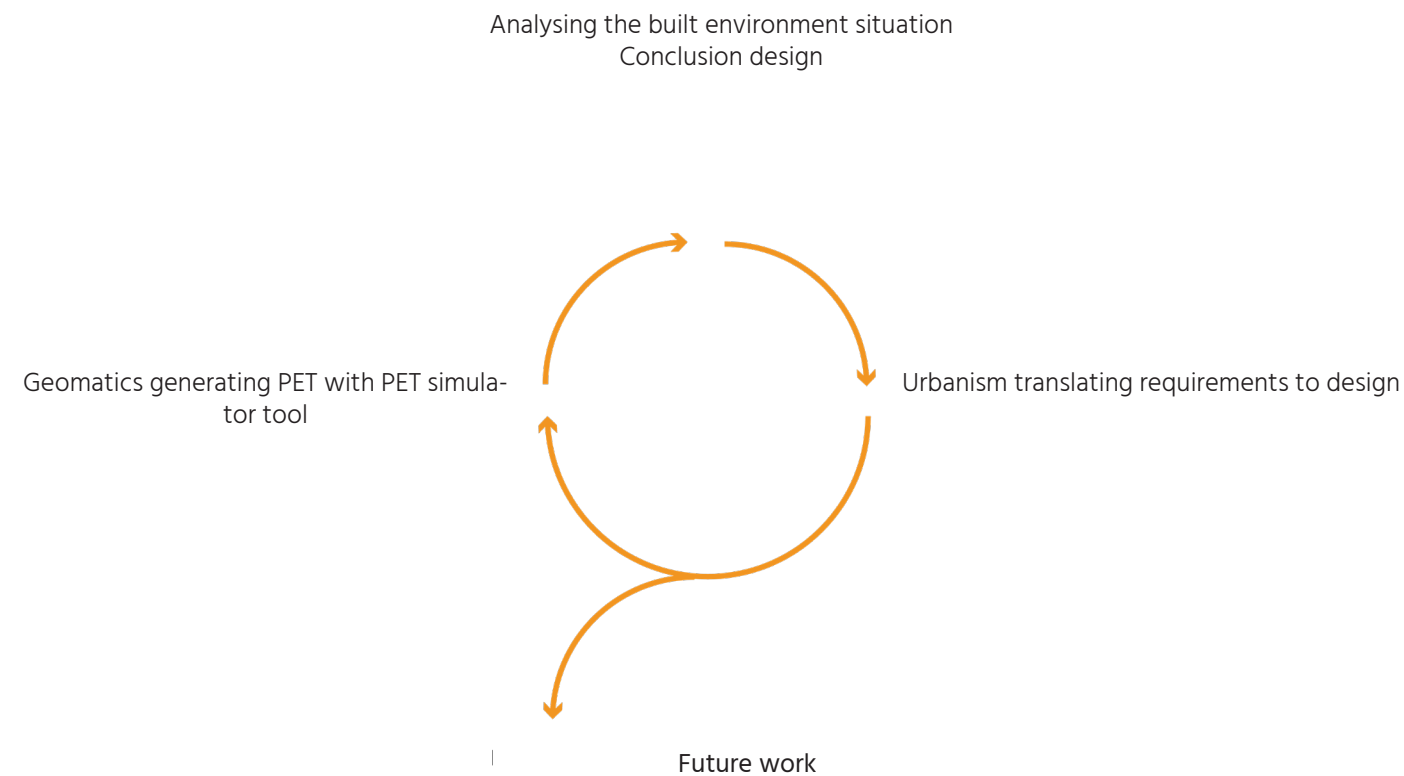 Analysing the built environment situation
Conclusion design
Geomatics generating PET with PET simula-
tor tool
Urbanism translating requirements to design
Future work